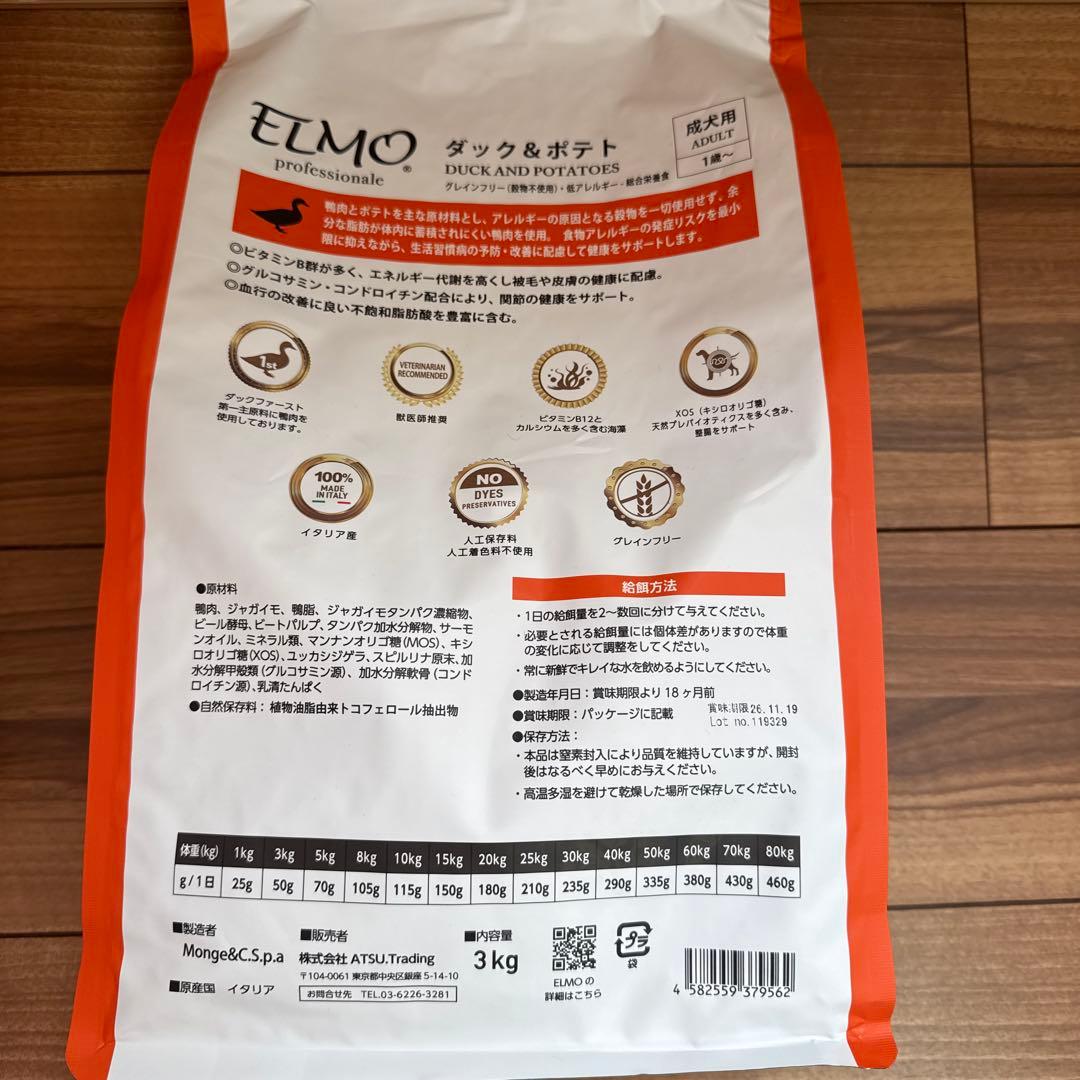 ELMO
professionale ®
ダック&ポテト
DUCK AND POTATOES
グレインフリー(穀物不使用)・低アレルギー - 総合栄養食
成犬用
ADULT
1歳〜
鴨肉とポテトを主な原材料とし、アレルギーの原因となる穀物を一切使用せず、余
分な脂肪が体内に蓄積されにくい鴨肉を使用。 食物アレルギーの発症リスクを最小
限に抑えながら、生活習慣病の予防・改善に配慮して健康をサポートします。
◎ビタミンB群が多く、エネルギー代謝を高くし被毛や皮膚の健康に配慮。
◎グルコサミン・コンドロイチン配合により、関節の健康をサポート。
◎血行の改善に良い不飽和脂肪酸を豊富に含む。
1st
ダックファースト
第一主原料に鴨肉を
使用しております。
VETERINARIAN
RECOMMENDED
獣医師推奨
ビタミンB12と
カルシウムを多く含む海藻
XOS(キシロオリゴ糖)
天然プレバイオティクスを多く含み、
整腸をサポート
100%
MADE
IN ITALY
イタリア産
NO
DYES
PRESERVATIVES
人工保存料
人工着色料不使用
グレインフリー
●原材料
鴨肉、ジャガイモ、鴨脂、ジャガイモタンパク濃縮物、
ビール酵母、ビートパルプ、タンパク加水分解物、サーモ
ンオイル、ミネラル類、マンナンオリゴ糖(MOS)、キシ
ロオリゴ糖(XOS)、ユッカシジゲラ、スピルリナ原末、加
水分解甲殻類(グルコサミン源)、加水分解軟骨(コンド
ロイチン源)、乳清たんぱく
●自然保存料: 植物油脂由来トコフェロール抽出物
給餌方法
・1日の給餌量を2〜数回に分けて与えてください。
・必要とされる給餌量には個体差がありますので体重
の変化に応じて調整をしてください。
・常に新鮮でキレイな水を飲めるようにしてください。
●製造年月日:賞味期限より18ヶ月前
●賞味期限:パッケージに記載
賞味期限26.11.19
Lot no.119329
●保存方法:
・本品は窒素封入により品質を維持していますが、開封
後はなるべく早めにお与えください。
・高温多湿を避けて乾燥した場所で保存してください。
体重(kg) 1kg 3kg 5kg 8kg 10kg 15kg 20kg 25kg 30kg 40kg 50kg 60kg 70kg 80kg
g/1日 25g 50g 70g 105g 115g 150g 180g 210g 235g 290g 335g 380g 430g 460g
■製造者
Monge&C.S.p.a
■原産国 イタリア
■販売者
株式会社 ATSU.Trading
〒104-0061 東京都中央区銀座 5-14-10
お問合せ先 TEL.03-6226-3281
■内容量
3kg
ELMO の
詳細はこちら
プラ
袋
4 582559 379562